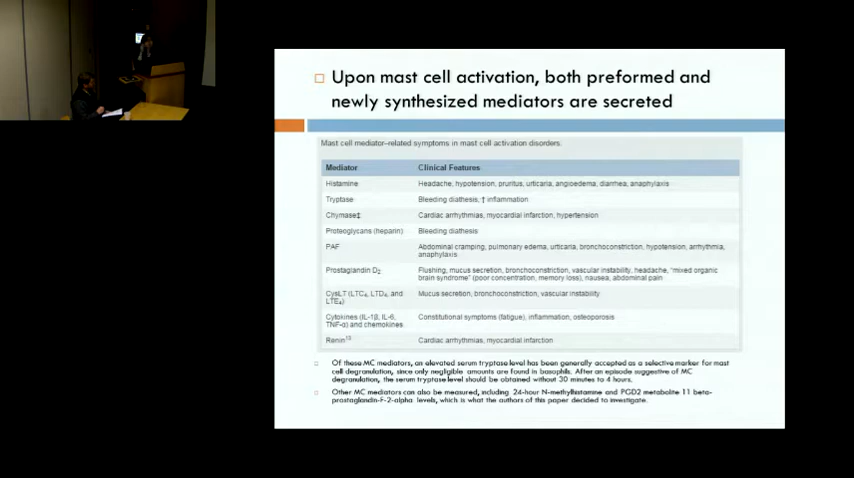 Upon mast cell activation, both preformed and
newly synthesized mediators are secreted
Mast cell mediator–related symptoms in mast cell activation disorders.
Mediator Clinical Features
Histamine Headache, hypotension, pruritus, urticaria, angioedema, diarrhea, anaphylaxis
Tryptase Bleeding diathesis, ↑ inflammation
Chymase‡ Cardiac arrhythmias, myocardial infarction, hypertension
Proteoglycans (heparin) Bleeding diathesis
PAF Abdominal cramping, pulmonary edema, urticaria, bronchoconstriction, hypotension, arrhythmia,
anaphylaxis
Prostaglandin D2 Flushing, mucus secretion, bronchoconstriction, vascular instability, headache, "mixed organic
brain syndrome" (poor concentration, memory loss), nausea, abdominal pain
CysLT (LTC4, LTD4, and Mucus secretion, bronchoconstriction, vascular instability
LTE4)
Cytokines (IL-1β, IL-6, Constitutional symptoms (fatigue), inflammation, osteoporosis
TNF-α) and chemokines
Renin Cardiac arrhythmias, myocardial infarction
Of these MC mediators, an elevated serum tryptase level has been generally accepted as a selective marker for mast
cell degranulation, since only negligible amounts are found in basophils. After an episode suggestive of MC
degranulation, the serum tryptase level should be obtained without 30 minutes to 4 hours.
Other MC mediators can also be measured, including 24-hour N-methylhistamine and PGD2 metabolite 11 beta-
prostaglandin-F-2-alpha levels, which is what the authors of this paper decided to investigate.